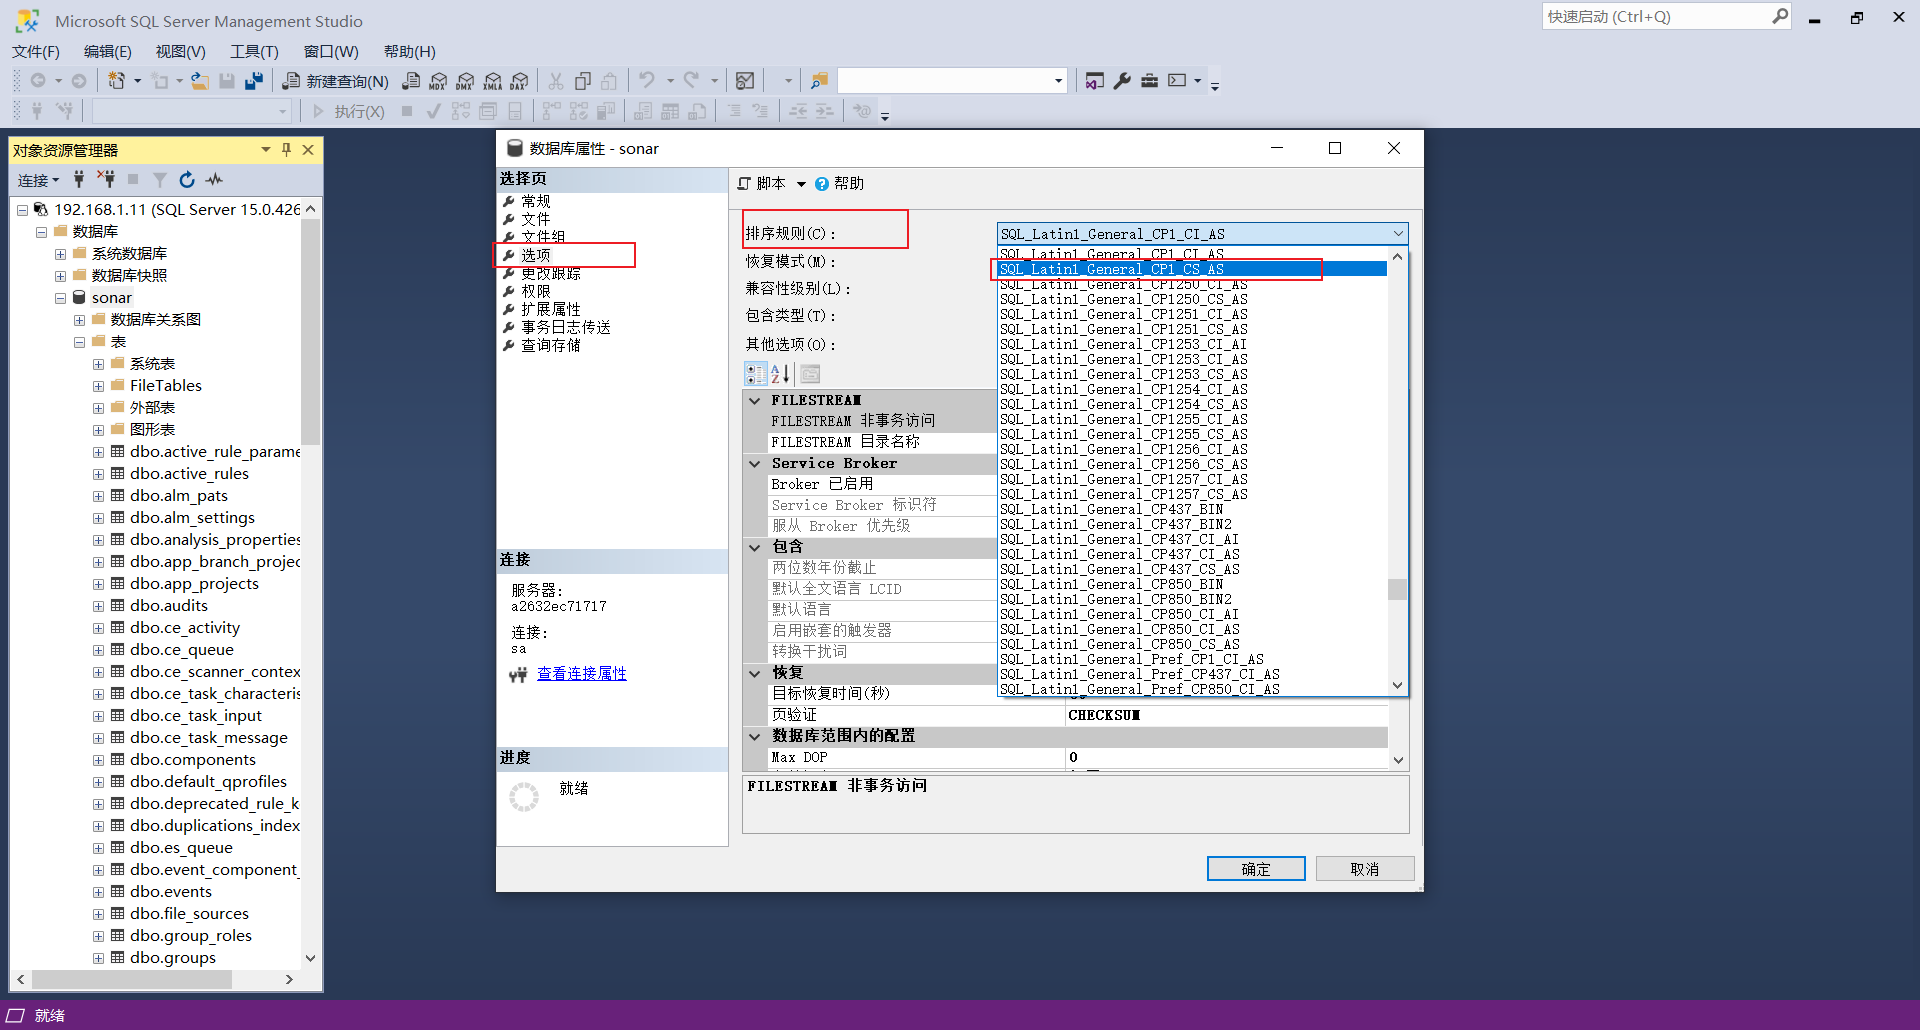 Microsoft SQL Server Management Studio
快速启动 (Ctrl+Q)
文件(F) 编辑(E) 视图(V) 工具(T) 窗口(W) 帮助(H)
新建查询(N) MDX DMX XMLA DAX
执行(X)
对象资源管理器
连接
192.168.1.11 (SQL Server 15.0.426
数据库
系统数据库
数据库快照
sonar
数据库关系图
表
系统表
FileTables
外部表
图形表
dbo.active_rule_parame
dbo.active_rules
dbo.alm_pats
dbo.alm_settings
dbo.analysis_properties
dbo.app_branch_projec
dbo.app_projects
dbo.audits
dbo.ce_activity
dbo.ce_queue
dbo.ce_scanner_contex
dbo.ce_task_characteris
dbo.ce_task_input
dbo.ce_task_message
dbo.components
dbo.default_qprofiles
dbo.deprecated_rule_k
dbo.duplications_index
dbo.es_queue
dbo.event_component_
dbo.events
dbo.file_sources
dbo.group_roles
dbo.groups
数据库属性 - sonar
选择页
常规
文件
文件组
选项
更改跟踪
权限
扩展属性
事务日志传送
查询存储
连接
服务器:
a2632ec71717
连接:
sa
查看连接属性
进度
就绪
脚本 帮助
排序规则(C):
SQL_Latin1_General_CP1_CI_AS
恢复模式(M):
兼容性级别(L):
包含类型(T):
其他选项(O):
SQL_Latin1_General_CP1_CI_AS
SQL_Latin1_General_CP1_CS_AS
SQL_Latin1_General_CP1250_CI_AS
SQL_Latin1_General_CP1250_CS_AS
SQL_Latin1_General_CP1251_CI_AS
SQL_Latin1_General_CP1251_CS_AS
SQL_Latin1_General_CP1253_CI_AI
SQL_Latin1_General_CP1253_CI_AS
SQL_Latin1_General_CP1253_CS_AS
SQL_Latin1_General_CP1254_CI_AS
SQL_Latin1_General_CP1254_CS_AS
SQL_Latin1_General_CP1255_CI_AS
SQL_Latin1_General_CP1255_CS_AS
SQL_Latin1_General_CP1256_CI_AS
SQL_Latin1_General_CP1256_CS_AS
SQL_Latin1_General_CP1257_CI_AS
SQL_Latin1_General_CP1257_CS_AS
SQL_Latin1_General_CP437_BIN
SQL_Latin1_General_CP437_BIN2
SQL_Latin1_General_CP437_CI_AI
SQL_Latin1_General_CP437_CI_AS
SQL_Latin1_General_CP437_CS_AS
SQL_Latin1_General_CP850_BIN
SQL_Latin1_General_CP850_BIN2
SQL_Latin1_General_CP850_CI_AI
SQL_Latin1_General_CP850_CI_AS
SQL_Latin1_General_CP850_CS_AS
SQL_Latin1_General_Pref_CP1_CI_AS
SQL_Latin1_General_Pref_CP437_CI_AS
SQL_Latin1_General_Pref_CP850_CI_AS
FILESTREAM
FILESTREAM 非事务访问
FILESTREAM 目录名称
Service Broker
Broker 已启用
Service Broker 标识符
服从 Broker 优先级
包含
两位数年份截止
默认全文语言 LCID
默认语言
启用嵌套的触发器
转换干扰词
恢复
目标恢复时间(秒)
页验证 CHECKSUM
数据库范围内的配置
Max DOP 0
FILESTREAM 非事务访问
确定 取消
就绪